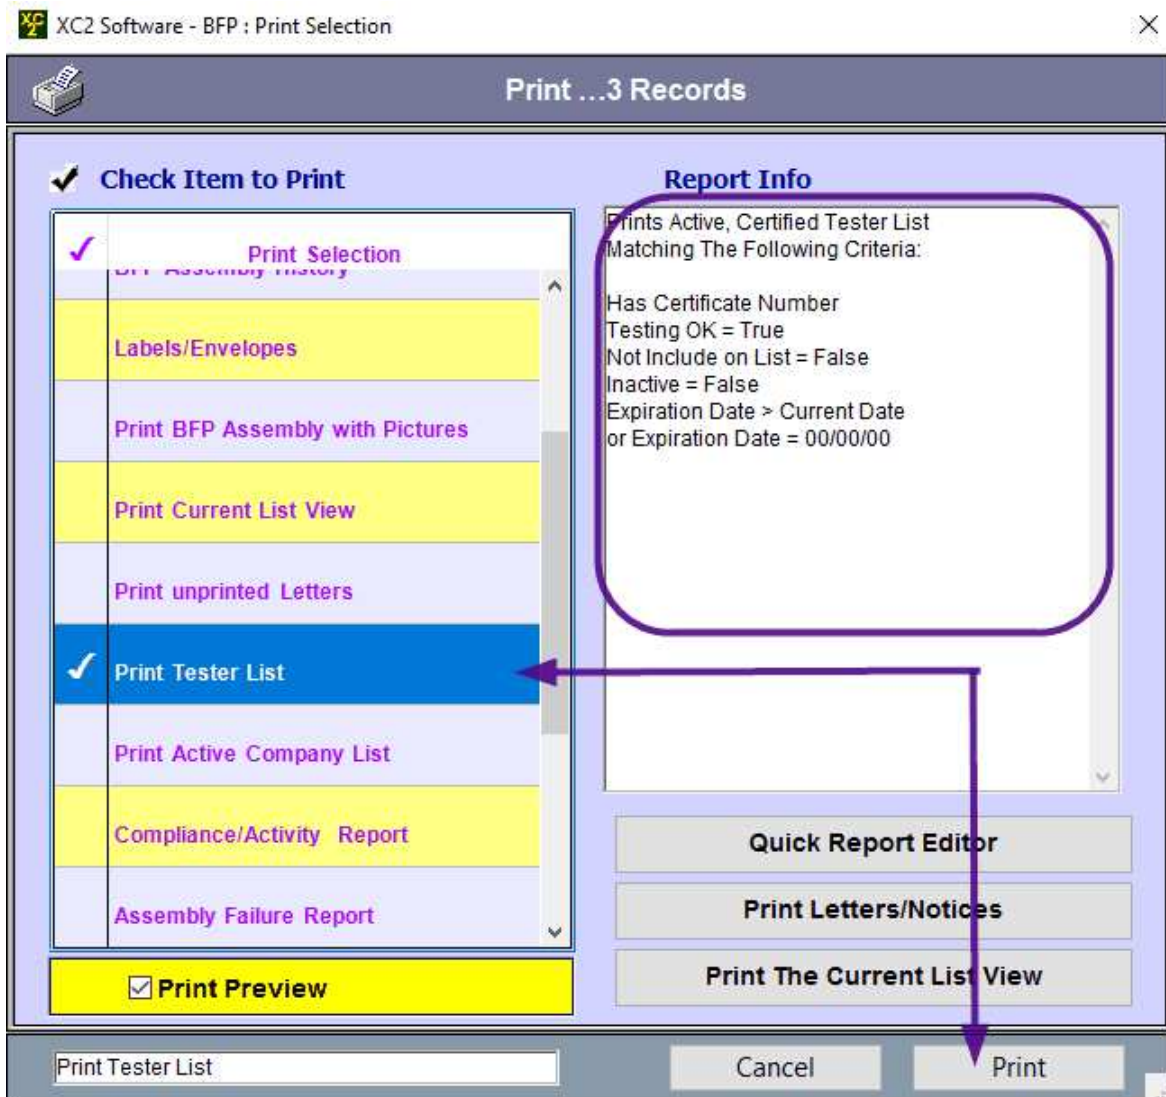 XC2 Software - BFP : Print Selection
Print ...3 Records
Check Item to Print
Print Selection
BFP Assembly History
Labels/Envelopes
Print BFP Assembly with Pictures
Print Current List View
Print unprinted Letters
Print Tester List
Print Active Company List
Compliance/Activity Report
Assembly Failure Report
Print Preview
Report Info
Prints Active, Certified Tester List
Matching The Following Criteria:
Has Certificate Number
Testing OK = True
Not Include on List = False
Inactive = False
Expiration Date > Current Date
or Expiration Date = 00/00/00
Quick Report Editor
Print Letters/Notices
Print The Current List View
Print Tester List
Cancel
Print